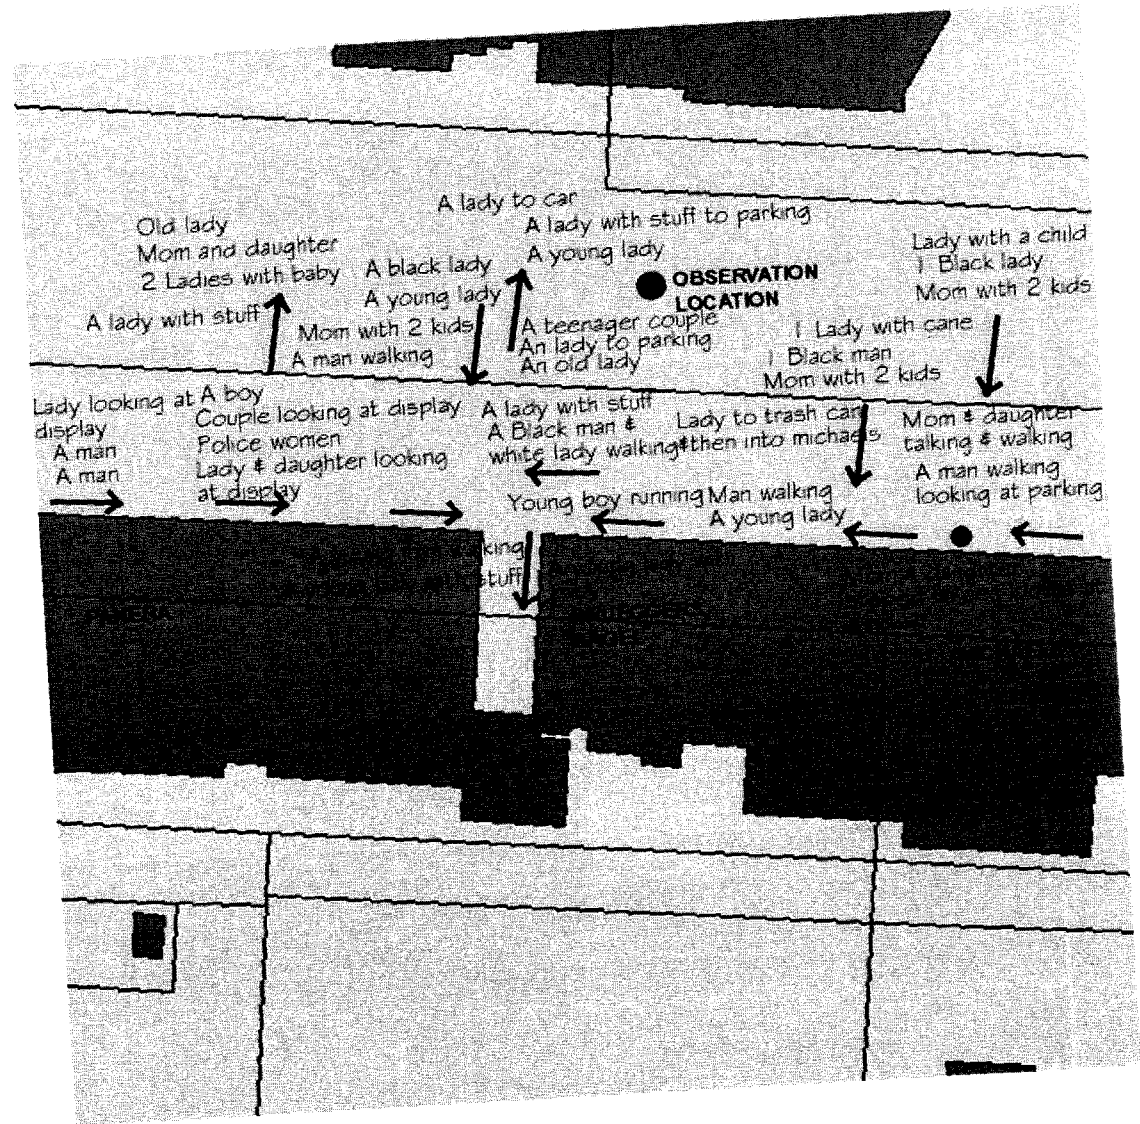 A lady to car
A lady with stuff to parking
A young lady
Old lady
Mom and daughter
2 Ladies with baby
A lady with stuff
A black lady
A young lady
Mom with 2 kids
A man walking
OBSERVATION
LOCATION
A teenager couple
An lady to parking
An old lady
Lady with a child
1 Black lady
Mom with 2 kids
1 Lady with cane
1 Black man
Mom with 2 kids
Lady looking at
display
A man
A man
A boy
Couple looking at display
Police women
Lady & daughter looking
at display
A lady with stuff
A Black man &
white lady walking
Young boy running
Lady to trash can
&then into michaels
Man walking
A young lady
Mom & daughter
talking & walking
A man walking
looking at parking
king
stuff